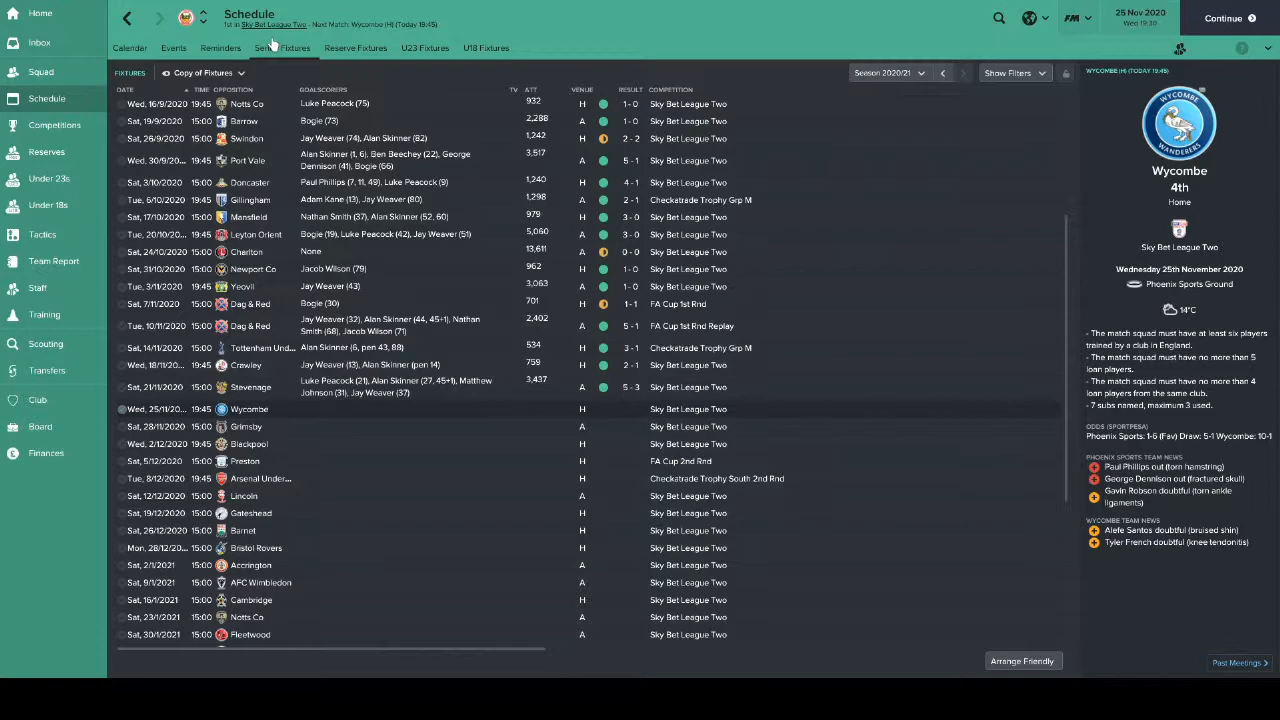 Home
Schedule
1st in Sky Bet League Two - Next Match: Wycombe (H) (Today 19:45)
FM
25 Nov 2020
Wed 19:30
Continue
Inbox
Squad
Schedule
Competitions
Reserves
Under 23s
Under 18s
Tactics
Team Report
Staff
Training
Scouting
Transfers
Club
Board
Finances
Calendar Events Reminders Fixtures Reserve Fixtures U23 Fixtures U18 Fixtures
FIXTURES Copy of Fixtures Season 2020/21 Show Filters
DATE TIME OPPOSITION GOALSCORERS TV ATT VENUE RESULT COMPETITION
Wed, 16/9/2020 19:45 Notts Co Luke Peacock (75) 932 H 1 - 0 Sky Bet League Two
Sat, 19/9/2020 15:00 Barrow Bogie (73) 2,288 A 1 - 0 Sky Bet League Two
Sat, 26/9/2020 15:00 Swindon Jay Weaver (74), Alan Skinner (82) 1,242 H 2 - 2 Sky Bet League Two
Wed, 30/9/20... 19:45 Port Vale Alan Skinner (1, 6), Ben Beechey (22), George Dennison (41), Bogie (66) 3,517 A 5 - 1 Sky Bet League Two
Sat, 3/10/2020 15:00 Doncaster Paul Phillips (7, 11, 49), Luke Peacock (9) 1,240 H 4 - 1 Sky Bet League Two
Tue, 6/10/2020 19:45 Gillingham Adam Kane (13), Jay Weaver (80) 1,298 A 2 - 1 Checkatrade Trophy Grp M
Sat, 17/10/2020 15:00 Mansfield Nathan Smith (37), Alan Skinner (52, 60) 979 H 3 - 0 Sky Bet League Two
Tue, 20/10/... 19:45 Leyton Orient Bogie (19), Luke Peacock (42), Jay Weaver (51) 5,060 A 3 - 0 Sky Bet League Two
Sat, 24/10/2020 15:00 Charlton None 13,611 A 0 - 0 Sky Bet League Two
Sat, 31/10/2020 15:00 Newport Co Jacob Wilson (79) 962 H 1 - 0 Sky Bet League Two
Tue, 3/11/2020 19:45 Yeovil Jay Weaver (43) 3,063 A 1 - 0 Sky Bet League Two
Sat, 7/11/2020 15:00 Dag & Red Bogie (30) 701 H 1 - 1 FA Cup 1st Rnd
Tue, 10/11/2020 19:45 Dag & Red Jay Weaver (32), Alan Skinner (44, 45+1), Nathan Smith (68), Jacob Wilson (71) 2,402 A 5 - 1 FA Cup 1st Rnd Replay
Sat, 14/11/2020 15:00 Tottenham Und... Alan Skinner (6, pen 43, 88) 534 H 3 - 1 Checkatrade Trophy Grp M
Wed, 18/11/20... 19:45 Crawley Jay Weaver (13), Alan Skinner (pen 14) 759 H 2 - 1 Sky Bet League Two
Sat, 21/11/2020 15:00 Stevenage Luke Peacock (21), Alan Skinner (27, 45+1), Matthew Johnson (31), Jay Weaver (37) 3,437 A 5 - 3 Sky Bet League Two
Wed, 25/11/20... 19:45 Wycombe H Sky Bet League Two
Sat, 28/11/2020 15:00 Grimsby A Sky Bet League Two
Wed, 2/12/2020 19:45 Blackpool H Sky Bet League Two
Sat, 5/12/2020 15:00 Preston H FA Cup 2nd Rnd
Tue, 8/12/2020 19:45 Arsenal Under... H Checkatrade Trophy South 2nd Rnd
Sat, 12/12/2020 15:00 Lincoln A Sky Bet League Two
Sat, 19/12/2020 15:00 Gateshead H Sky Bet League Two
Sat, 26/12/2020 15:00 Barnet H Sky Bet League Two
Mon, 28/12/20... 15:00 Bristol Rovers H Sky Bet League Two
Sat, 2/1/2021 15:00 Accrington A Sky Bet League Two
Sat, 9/1/2021 15:00 AFC Wimbledon A Sky Bet League Two
Sat, 16/1/2021 15:00 Cambridge H Sky Bet League Two
Sat, 23/1/2021 15:00 Notts Co A Sky Bet League Two
Sat, 30/1/2021 15:00 Fleetwood A Sky Bet League Two
Arrange Friendly
WYCOMBE (H) (TODAY 19:45)
WYCOMBE
WANDERERS
Wycombe
4th
Home
Sky Bet League Two
Wednesday 25th November 2020
Phoenix Sports Ground
14°C
- The match squad must have at least six players
trained by a club in England.
- The match squad must have no more than 5
loan players.
- The match squad must have no more than 4
loan players from the same club.
- 7 subs named, maximum 3 used.
ODDS (SPORTPESA)
Phoenix Sports: 1-6 (Fav) Draw: 5-1 Wycombe: 10-1
PHOENIX SPORTS TEAM NEWS
Paul Phillips out (torn hamstring)
George Dennison out (fractured skull)
Gavin Robson doubtful (torn ankle
ligaments)
WYCOMBE TEAM NEWS
Alefe Santos doubtful (bruised shin)
Tyler French doubtful (knee tendonitis)
Past Meetings >